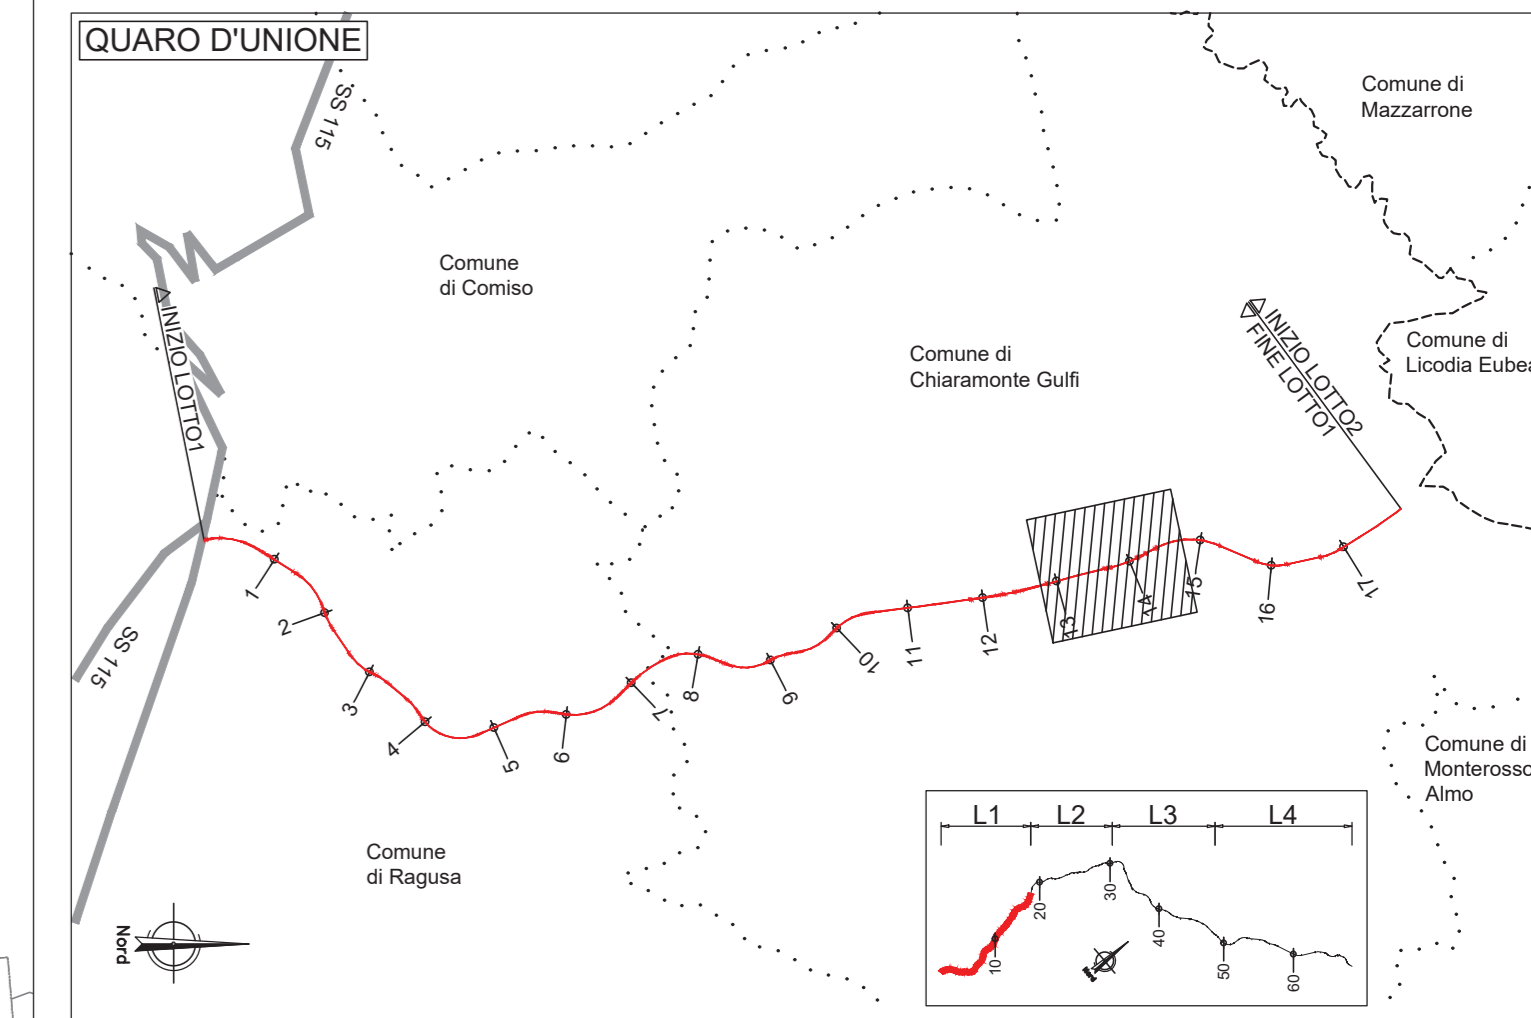 QUARO D'UNIONE
SS 115
Comune di
Mazzarrone
Comune
di Comiso
INIZIO LOTTO1
INIZIO LOTTO2
FINE LOTTO1
Comune di
Chiaramonte Gulfi
Comune di
Licodia Eubea
1
2
3
4
5
6
7
8
9
10
11
12
13
14
15
16
17
SS 115
Comune di
Monterosso
Almo
Comune
di Ragusa
Nord
L1
L2
L3
L4
10
20
30
40
50
60